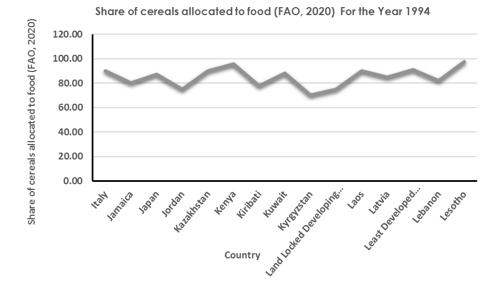 Share of cereals allocated to food (FAO, 2020) For the Year 1994
Share of cereals allocated to food (FAO, 2020)
120.00
100.00
80.00
60.00
40.00
20.00
0.00
Italy
Jamaica
Japan
Jordan
Kazakhstan
Kenya
Kiribati
Kuwait
Kyrgyzstan
Land Locked Developing...
Laos
Latvia
Least Developed...
Lebanon
Lesotho
Country